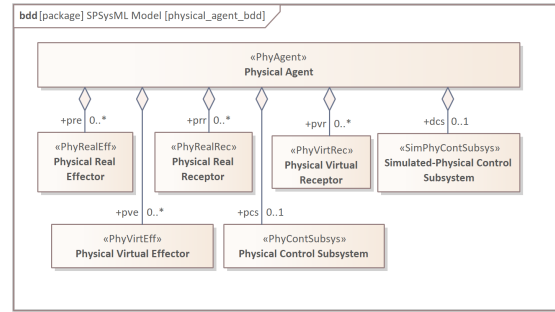 bdd [package] SPSysML Model [physical_agent_bdd]
«PhyAgent»
Physical Agent
+pre 0..*
+prr 0..*
+pvr 0..*
+dcs 0..1
«PhyRealEff»
Physical Real
Effector
«PhyRealRec»
Physical Real
Receptor
«PhyVirtRec»
Physical Virtual
Receptor
«SimPhyContSubsys»
Simulated-Physical Control
Subsystem
+pve 0..*
+pcs 0..1
«PhyVirtEff»
Physical Virtual Effector
«PhyContSubsys»
Physical Control Subsystem